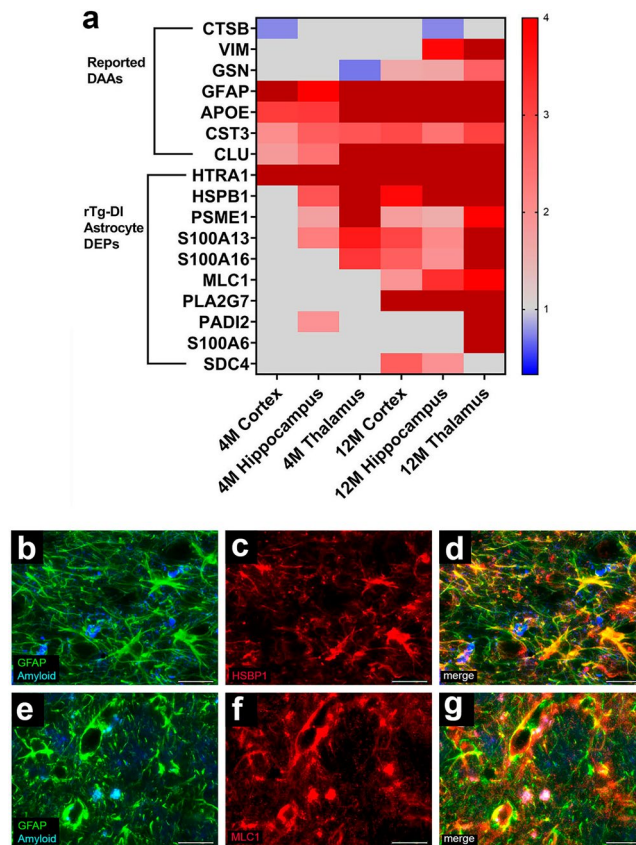 a
Reported
DAAs
rTg-DI
Astrocyte
DEPs
CTSB
VIM
GSN
GFAP
APOE
CST3
CLU
HTRA1
HSPB1
PSME1
S100A13
S100A16
MLC1
PLA2G7
PADI2
S100A6
SDC4
4
3
2
1
4M Cortex
4M Hippocampus
4M Thalamus
12M Cortex
12M Hippocampus
12M Thalamus
b
GFAP
Amyloid
c
HSBP1
d
merge
e
GFAP
Amyloid
f
MLC1
g
merge